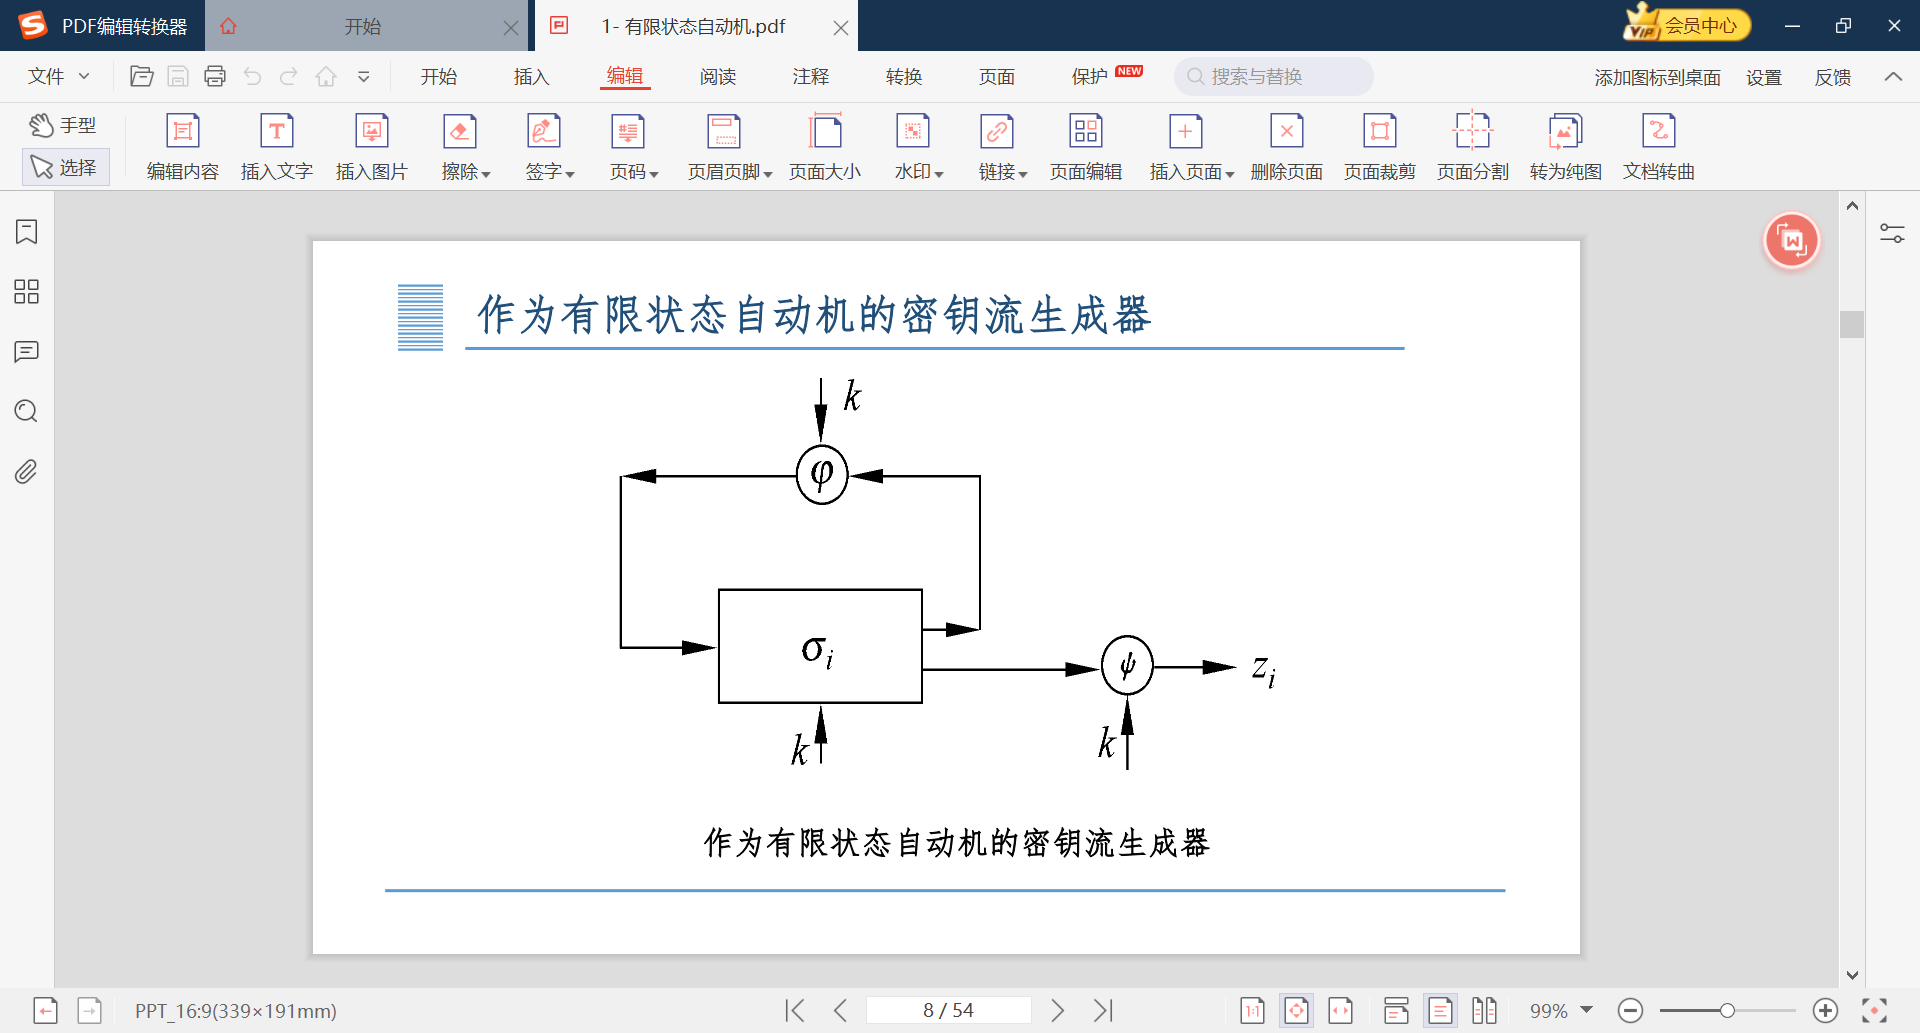 PDF编辑转换器
开始
1- 有限状态自动机.pdf
VIP 会员中心
文件
开始
插入
编辑
阅读
注释
转换
页面
保护 NEW
搜索与替换
添加图标到桌面
设置
反馈
手型
选择
编辑内容
插入文字
插入图片
擦除
签字
页码
页眉页脚
页面大小
水印
链接
页面编辑
插入页面
删除页面
页面裁剪
页面分割
转为纯图
文档转曲
作为有限状态自动机的密钥流生成器
k
φ
σi
ψ
zi
k
k
作为有限状态自动机的密钥流生成器
PPT_16:9(339×191mm)
8 / 54
1:1
99%